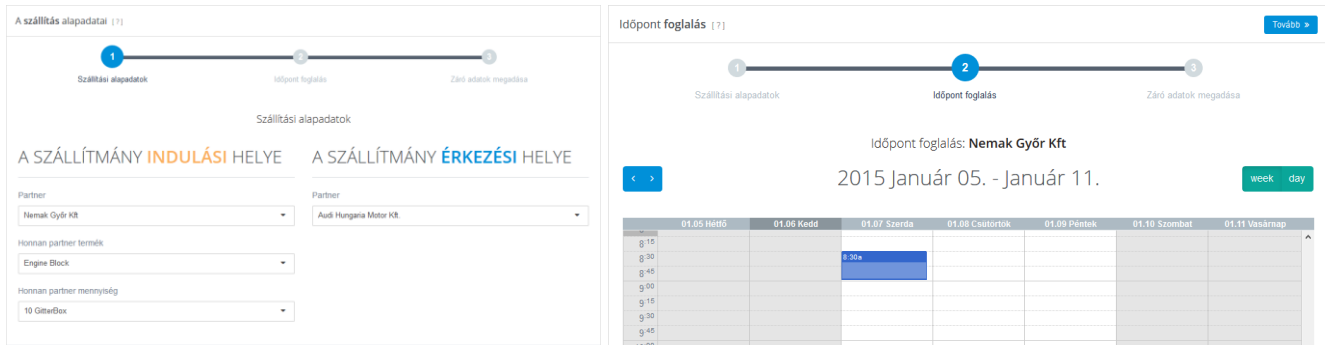 A szállítás alapadatai [?]
1
2
3
Szállítási alapadatok
Időpont foglalás
Záró adatok megadása
Szállítási alapadatok
A SZÁLLÍTMÁNY INDULÁSI HELYE
A SZÁLLÍTMÁNY ÉRKEZÉSI HELYE
Partner
Partner
Nemak Győr Kft
Audi Hungaria Motor Kft.
Honnan partner termék
Engine Block
Honnan partner mennyiség
10 GitterBox
Időpont foglalás [?]
Tovább »
1
2
3
Szállítási alapadatok
Időpont foglalás
Záró adatok megadása
Időpont foglalás: Nemak Győr Kft
2015 Január 05. - Január 11.
week day
01.05 Hétfő 01.06 Kedd 01.07 Szerda 01.08 Csütörtök 01.09 Péntek 01.10 Szombat 01.11 Vasárnap
8:15
8:30
8:30a
8:45
9:00
9:15
9:30
9:45